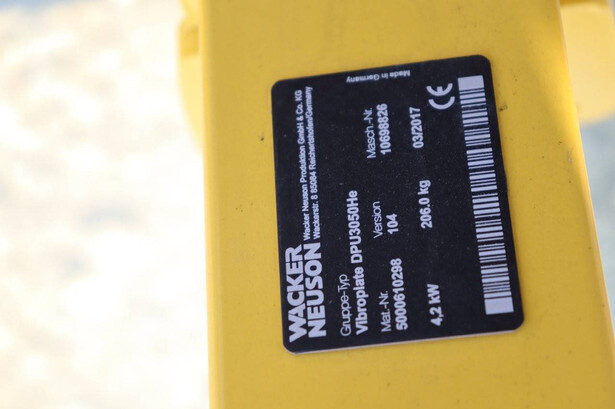 WACKER
NEUSON
Wacker Neuson Produktion GmbH & Co. KG
Wackerstr. 6 85084 Reichertshofen/Germany
Gruppe-Typ
Vibroplate DPU3050He
Mat.-Nr. Version Masch.-Nr.
5000610298 104 10698826
4,2 kW 206.0 kg 03/2017
CE
Made in Germany